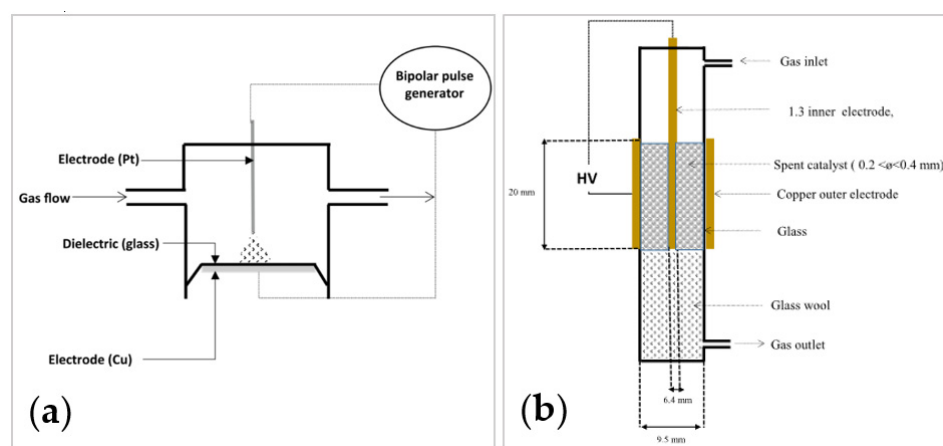 Bipolar pulse
generator
Electrode (Pt)
Gas flow
Dielectric (glass)
Electrode (Cu)
(a)
Gas inlet
1.3 inner electrode,
Spent catalyst ( 0.2 <ø<0.4 mm)
HV
20 mm
Copper outer electrode
Glass
Glass wool
Gas outlet
6.4 mm
9.5 mm
(b)